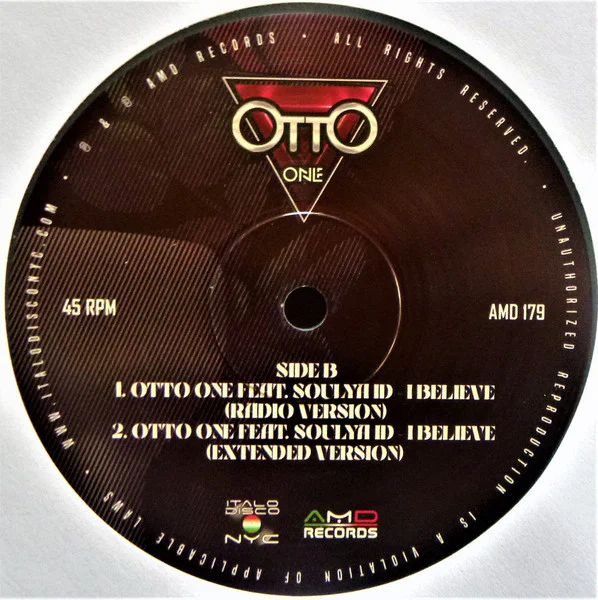 ℗ & © AMD RECORDS • ALL RIGHTS RESERVED. • UNAUTHORIZED REPRODUCTION IS A VIOLATION OF APPLICABLE LAWS • WWW.ITALODISCONYC.COM •
OTTO
ONE
45 RPM
AMD 179
SIDE B
1. OTTO ONE FEAT. SOULYA ID - I BELIEVE
(RADIO VERSION)
2. OTTO ONE FEAT. SOULYA ID - I BELIEVE
(EXTENDED VERSION)
ITALO
DISCO
NYC
AMD
RECORDS